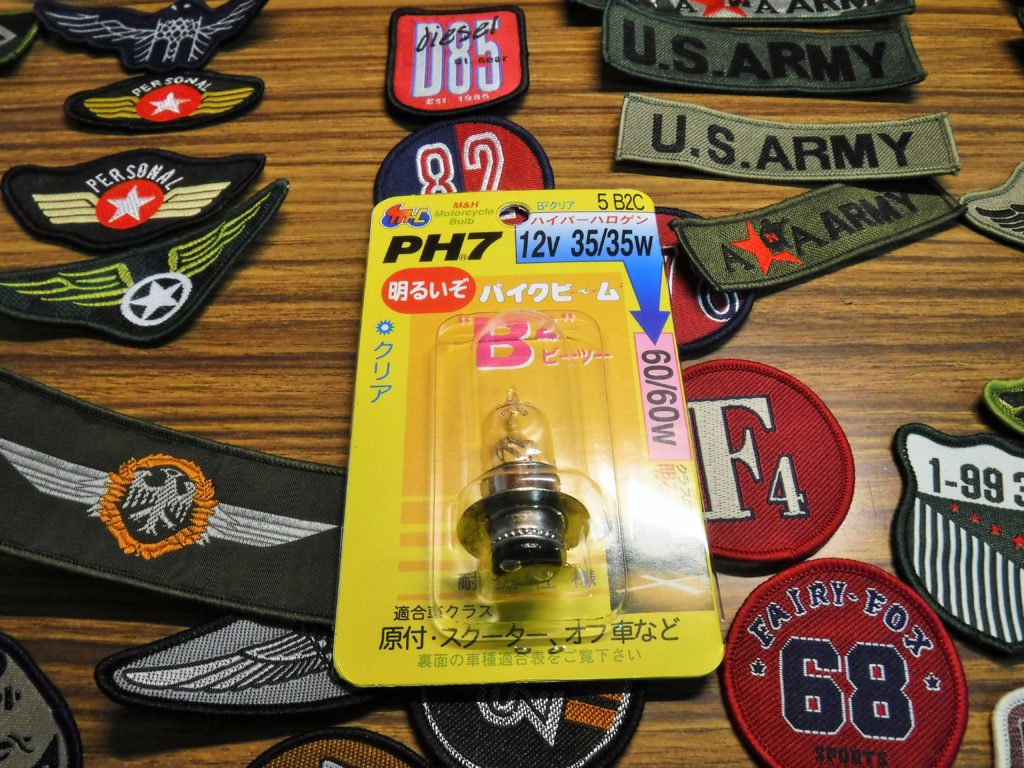 PERSONAL
PERSONAL
diesel
D85
Est. 1985
82
U.S.ARMY
U.S.ARMY
ARMY
M&H
Motorcycle
Bulb
B²クリア
5 B2C
PH7®
ハイパーハロゲン
12v 35/35w
明るいぞ
バイクビーム
"B²"
ビーツー
クリア
60/60w
適合車クラス
原付・スクーター、オフ車など
裏面の車種適合表をご覧下さい
F4
1-99
FAIRY-FOX
68
SPORTS